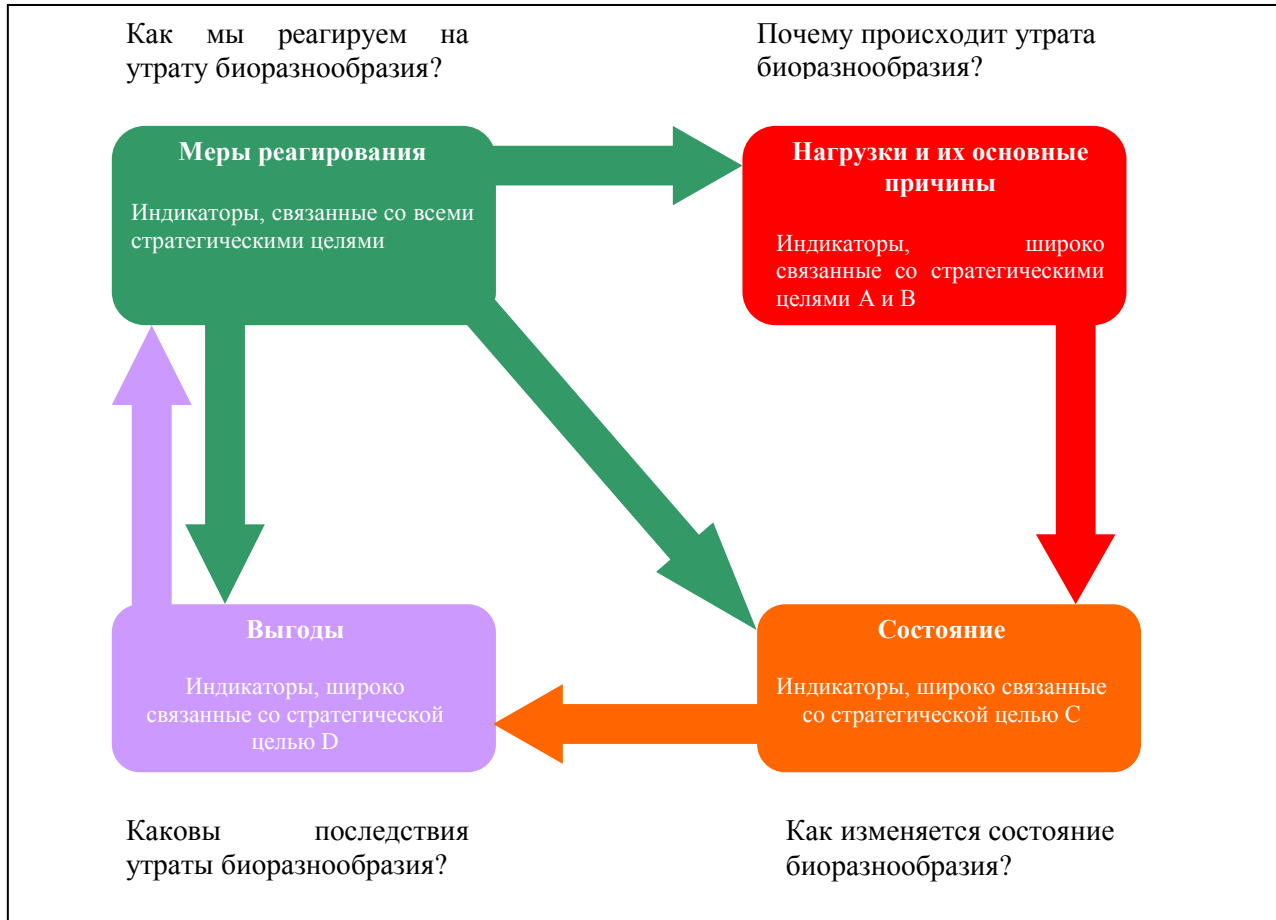 Как мы реагируем на
утрату биоразнообразия?
Почему происходит утрата
биоразнообразия?
Меры реагирования
Индикаторы, связанные со всеми
стратегическими целями
Нагрузки и их основные
причины
Индикаторы, широко
связанные со стратегическими
целями А и В
Выгоды
Индикаторы, широко
связанные со стратегической
целью D
Состояние
Индикаторы, широко связанные
со стратегической целью С
Каковы последствия
утраты биоразнообразия?
Как изменяется состояние
биоразнообразия?